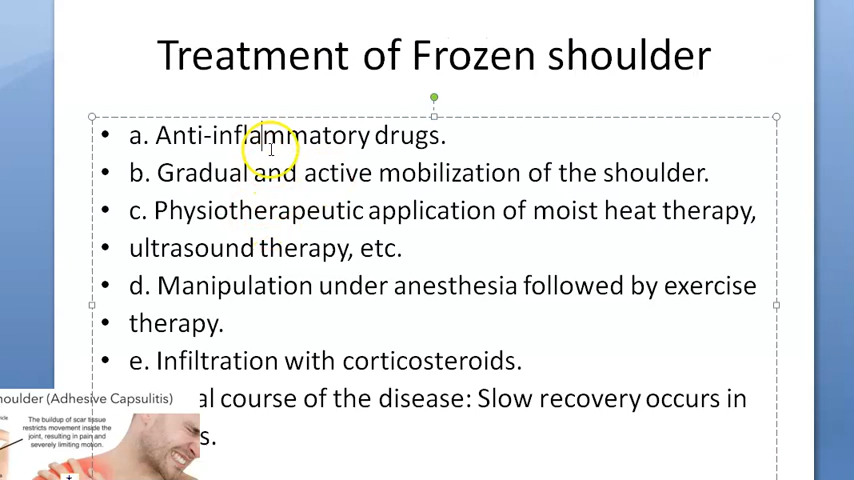 Treatment of Frozen shoulder
• a. Anti-inflammatory drugs.
• b. Gradual and active mobilization of the shoulder.
• c. Physiotherapeutic application of moist heat therapy,
• ultrasound therapy, etc.
• d. Manipulation under anesthesia followed by exercise
• therapy.
• e. Infiltration with corticosteroids.
al course of the disease: Slow recovery occurs in
s.
houlder (Adhesive Capsulitis)
The buildup of scar tissue
restricts movement inside the
joint, resulting in pain and
severely limiting motion.